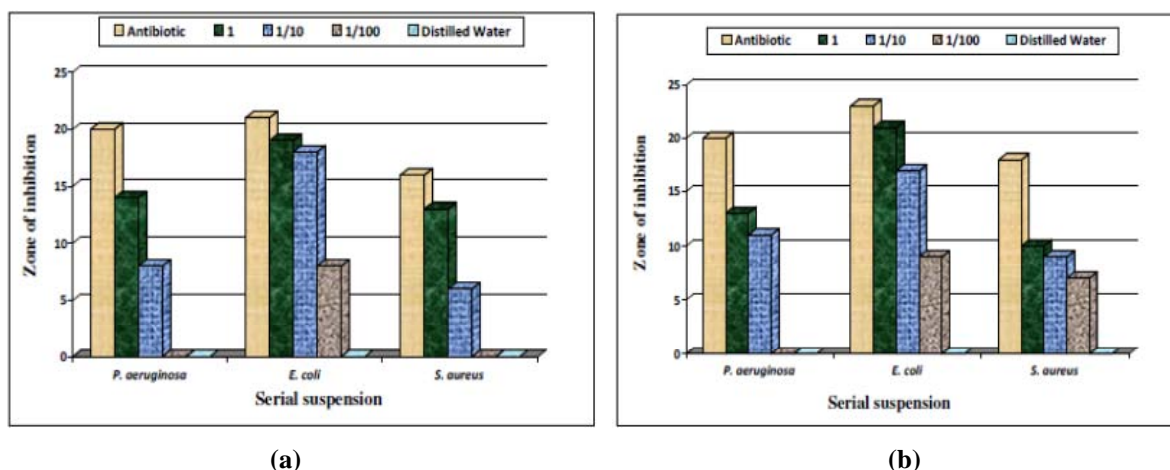 Antibiotic 1 1/10 1/100 Distilled Water
25
20
15
10
5
0
Zone of inhibition
P. aeruginosa E. coli S. aureus
Serial suspension
(a)
Antibiotic 1 1/10 1/100 Distilled Water
25
20
15
10
5
0
Zone of inhibition
P. aeruginosa E. coli S. aureus
Serial suspension
(b)